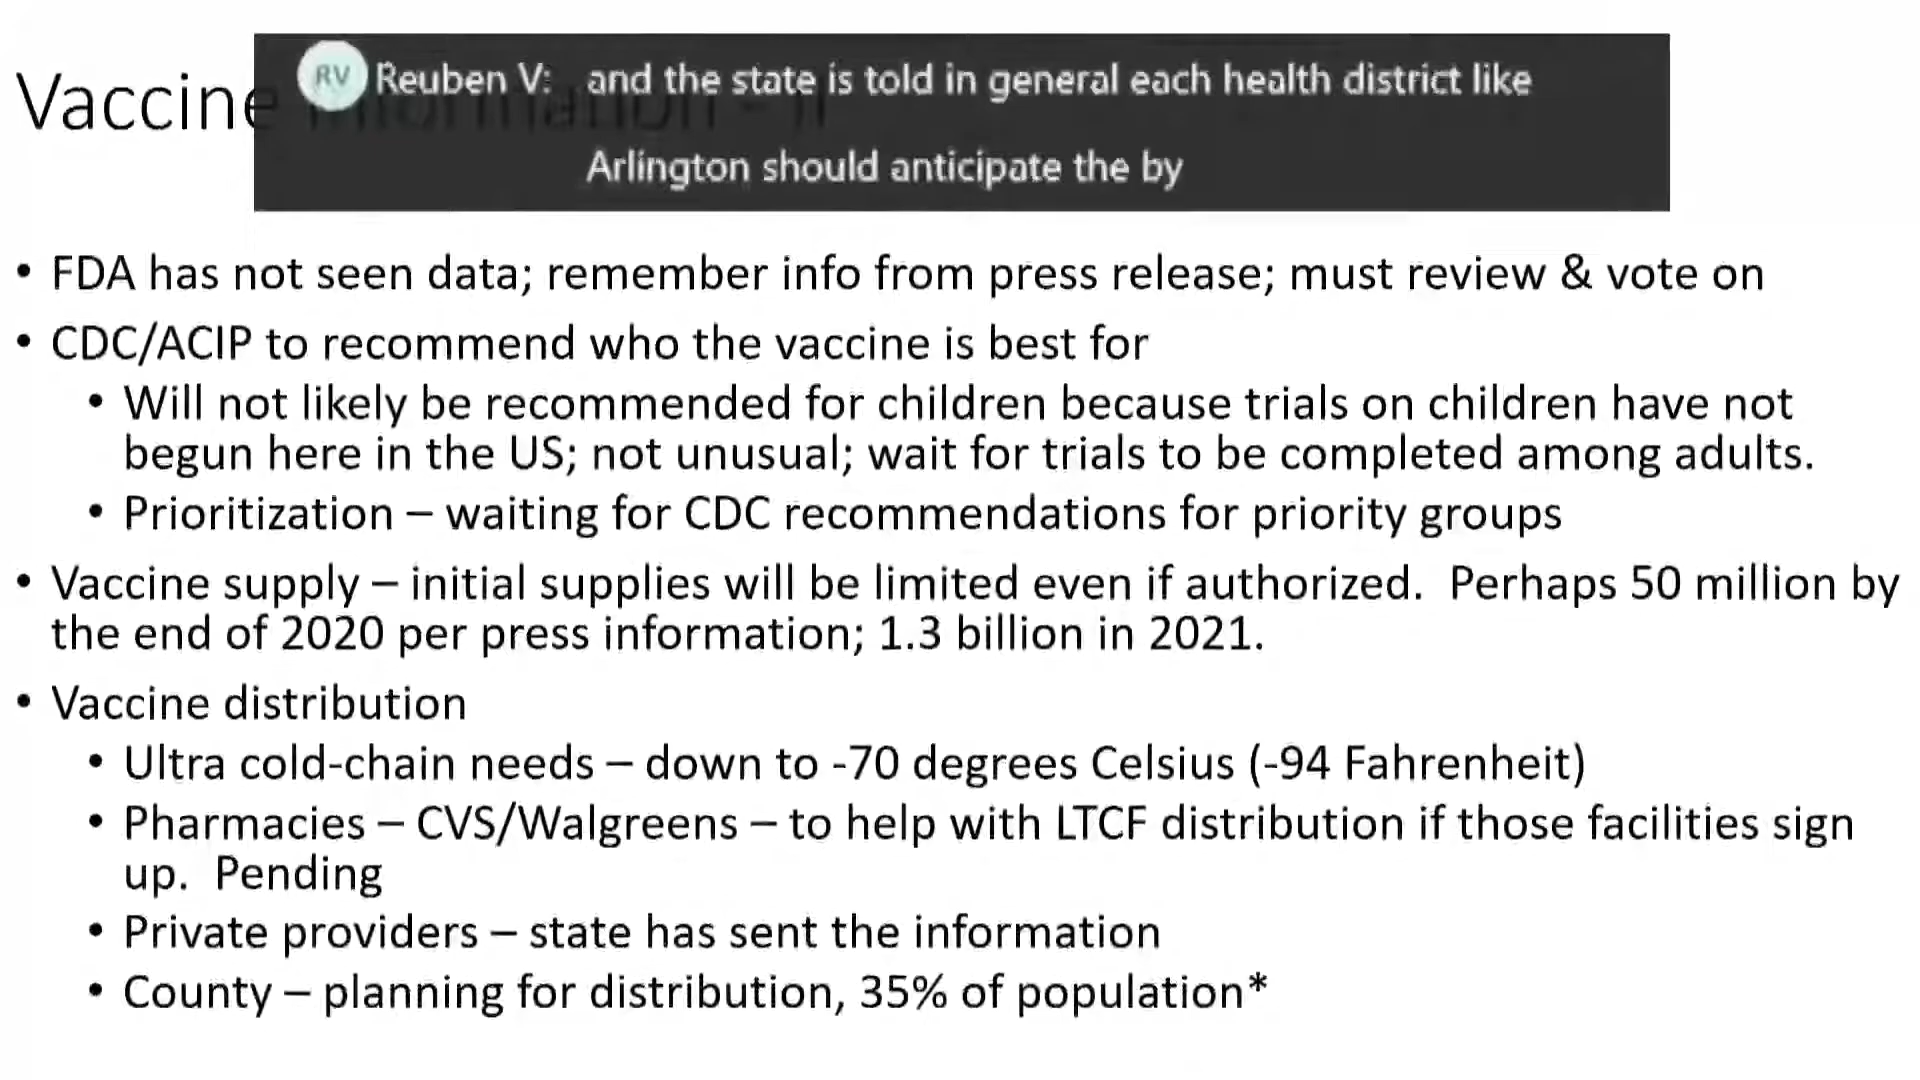 Vaccine Information - II
RV Reuben V: and the state is told in general each health district like
Arlington should anticipate the by
• FDA has not seen data; remember info from press release; must review & vote on
• CDC/ACIP to recommend who the vaccine is best for
• Will not likely be recommended for children because trials on children have not
begun here in the US; not unusual; wait for trials to be completed among adults.
• Prioritization – waiting for CDC recommendations for priority groups
• Vaccine supply – initial supplies will be limited even if authorized. Perhaps 50 million by
the end of 2020 per press information; 1.3 billion in 2021.
• Vaccine distribution
• Ultra cold-chain needs – down to -70 degrees Celsius (-94 Fahrenheit)
• Pharmacies – CVS/Walgreens – to help with LTCF distribution if those facilities sign
up. Pending
• Private providers – state has sent the information
• County – planning for distribution, 35% of population*